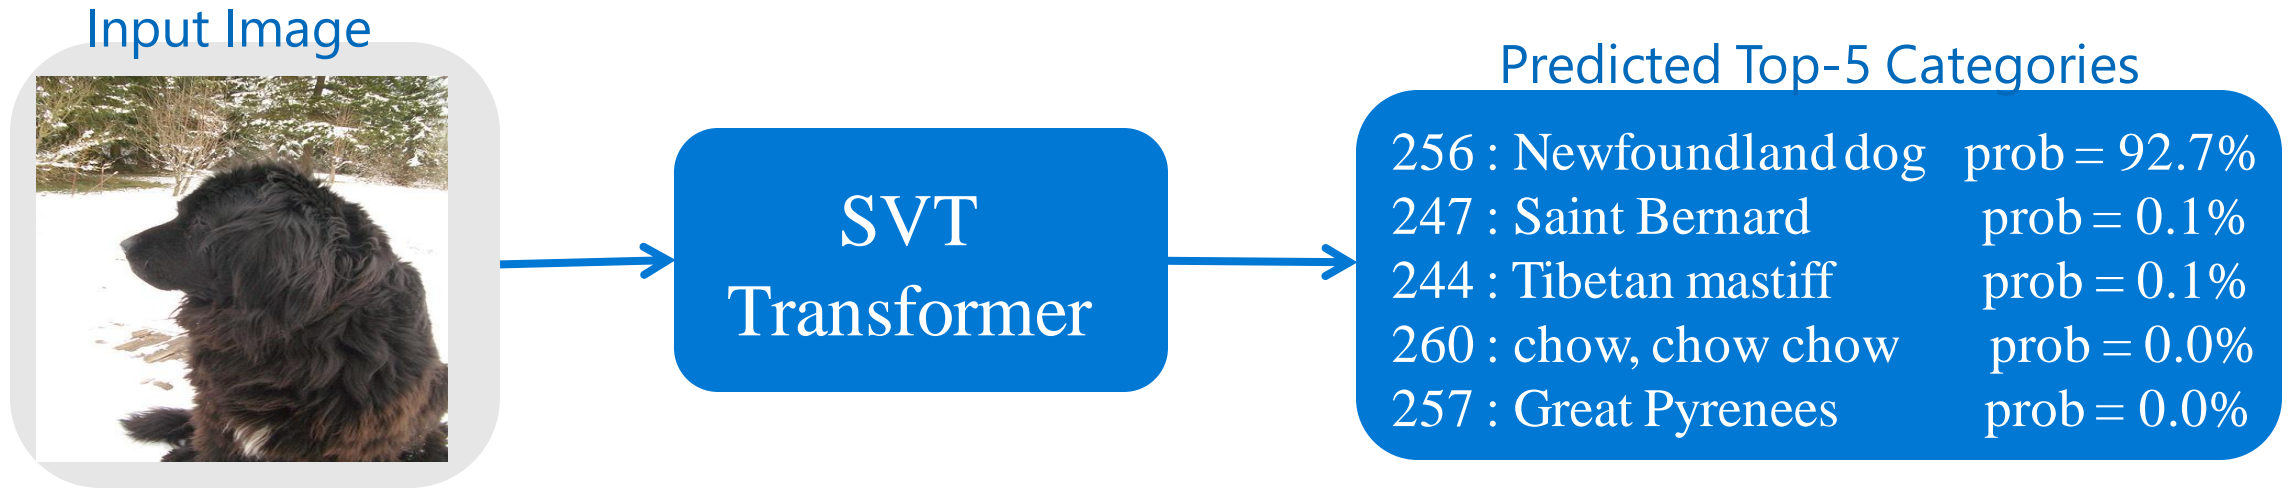 Input Image
SVT
Transformer
Predicted Top-5 Categories
256 : Newfoundland dog prob = 92.7%
247 : Saint Bernard prob = 0.1%
244 : Tibetan mastiff prob = 0.1%
260 : chow, chow chow prob = 0.0%
257 : Great Pyrenees prob = 0.0%